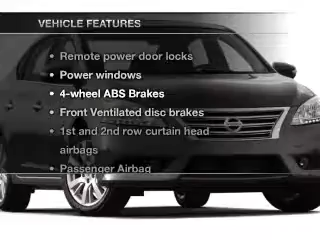 VEHICLE FEATURES
• Remote power door locks
• Power windows
• 4-wheel ABS Brakes
• Front Ventilated disc brakes
• 1st and 2nd row curtain head
airbags
• Passenger Airbag